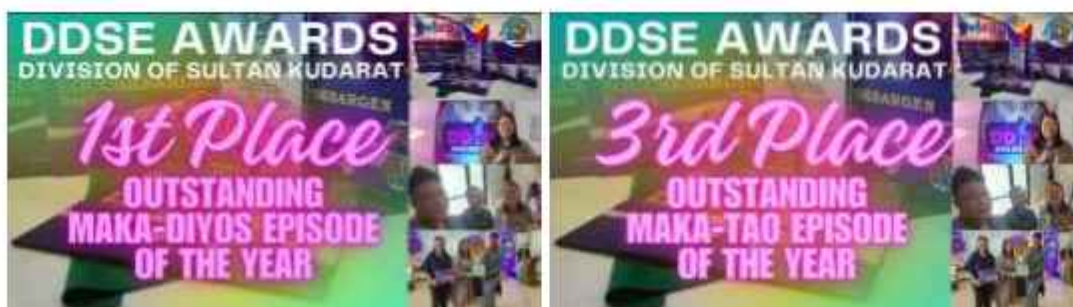 DDSE AWARDS
DIVISION OF SULTAN KUDARAT
1st Place
OUTSTANDING
MAKA-DIYOS EPISODE
OF THE YEAR
DDSE AWARDS
DIVISION OF SULTAN KUDARAT
3rd Place
OUTSTANDING
MAKA-TAO EPISODE
OF THE YEAR